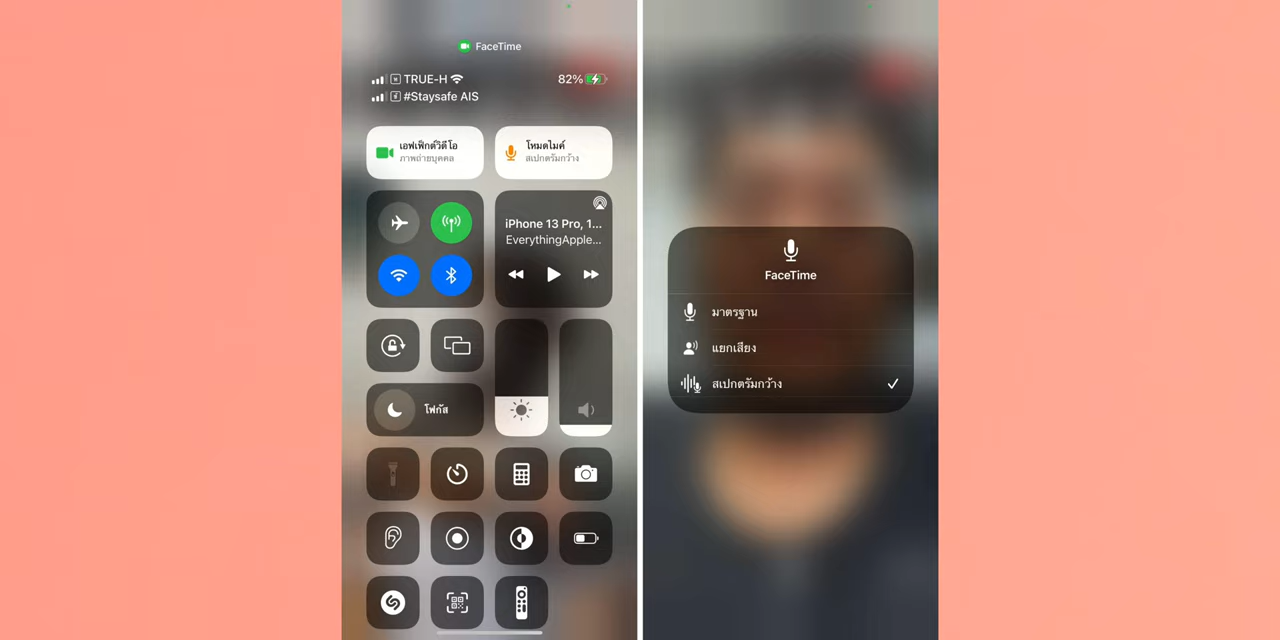 FaceTime
TRUE-H
82%
#Staysafe AIS
เอฟเฟ็กต์วิดีโอ
ภาพถ่ายบุคคล
โหมดไมค์
สเปกตรัมกว้าง
iPhone 13 Pro, 1...
EverythingApple...
โฟกัส
FaceTime
มาตรฐาน
แยกเสียง
สเปกตรัมกว้าง